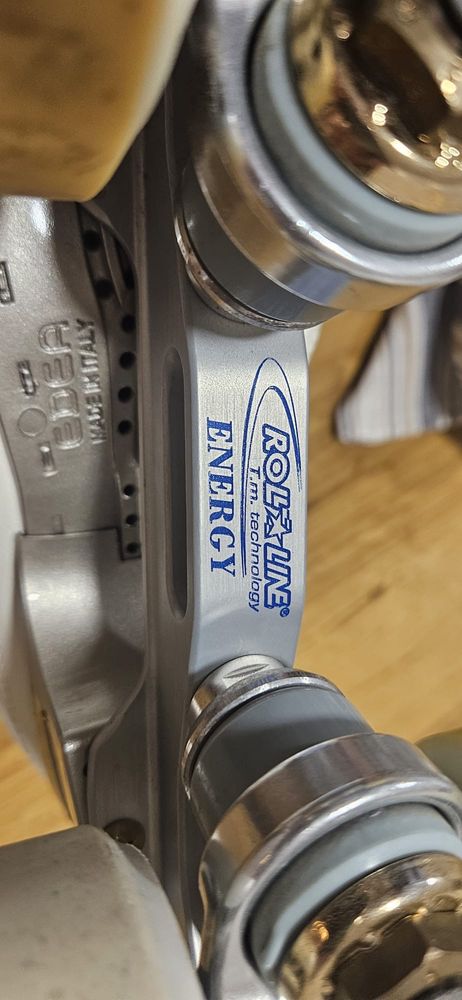 EDEA
MADE IN ITALY
ROLL LINE®
T.m. technology
ENERGY